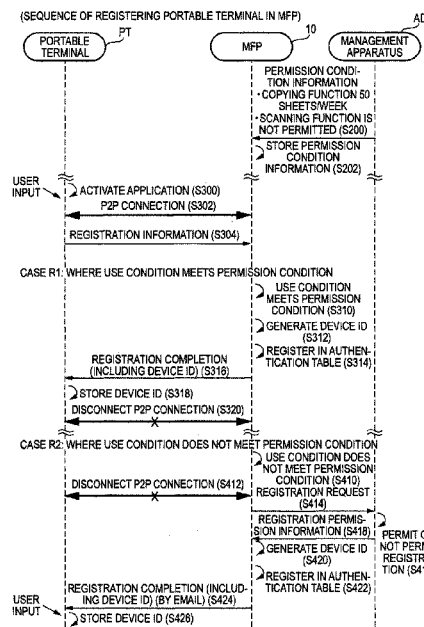 (SEQUENCE OF REGISTERING PORTABLE TERMINAL IN MFP)
PT
10
PORTABLE
TERMINAL
MFP
MANAGEMENT
APPARATUS
PERMISSION CONDI-
TION INFORMATION
• COPYING FUNCTION 50
SHEETS/WEEK
• SCANNING FUNCTION IS
NOT PERMITTED (S200)
STORE PERMISSION
CONDITION
INFORMATION (S202)
USER
INPUT
ACTIVATE APPLICATION (S300)
P2P CONNECTION (S302)
REGISTRATION INFORMATION (S304)
CASE R1: WHERE USE CONDITION MEETS PERMISSION CONDITION
USE CONDITION
MEETS PERMISSION
CONDITION (S310)
GENERATE DEVICE ID
(S312)
REGISTER IN AUTHEN-
TICATION TABLE (S314)
REGISTRATION COMPLETION
(INCLUDING DEVICE ID) (S316)
STORE DEVICE ID (S318)
DISCONNECT P2P CONNECTION (S320)
CASE R2: WHERE USE CONDITION DOES NOT MEET PERMISSION CONDITION
USE CONDITION DOES
NOT MEET PERMISSION
CONDITION (S410)
DISCONNECT P2P CONNECTION (S412)
REGISTRATION REQUEST
(S414)
REGISTRATION PERMIS-
SION INFORMATION (S418)
PERMIT O
NOT PERM
REGISTR
TION (S41
GENERATE DEVICE ID
(S420)
REGISTER IN AUTHEN-
TICATION TABLE (S422)
REGISTRATION COMPLETION (INCLUD-
ING DEVICE ID) (BY EMAIL) (S424)
USER
INPUT
STORE DEVICE ID (S426)